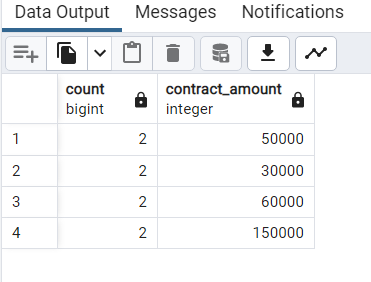 Data Output Messages Notifications
count contract_amount
bigint integer
1 2 50000
2 2 30000
3 2 60000
4 2 150000